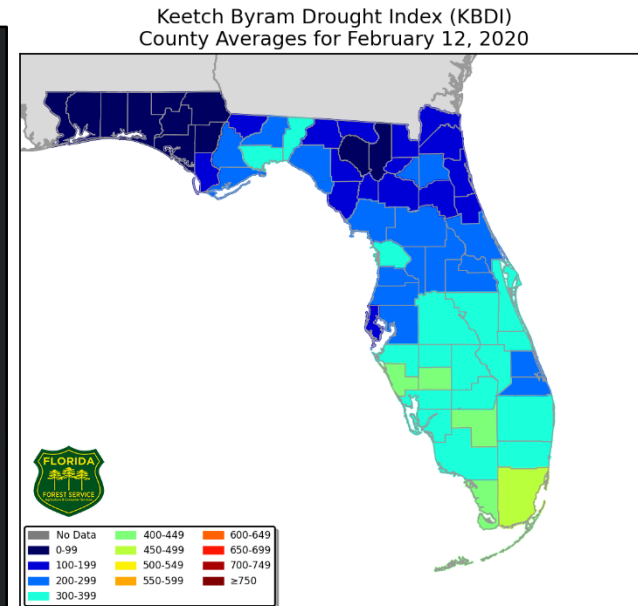 Keetch Byram Drought Index (KBDI)
County Averages for February 12, 2020
FLORIDA
FOREST SERVICE
No Data
0-99
100-199
200-299
300-399
400-449
450-499
500-549
550-599
600-649
650-699
700-749
≥750